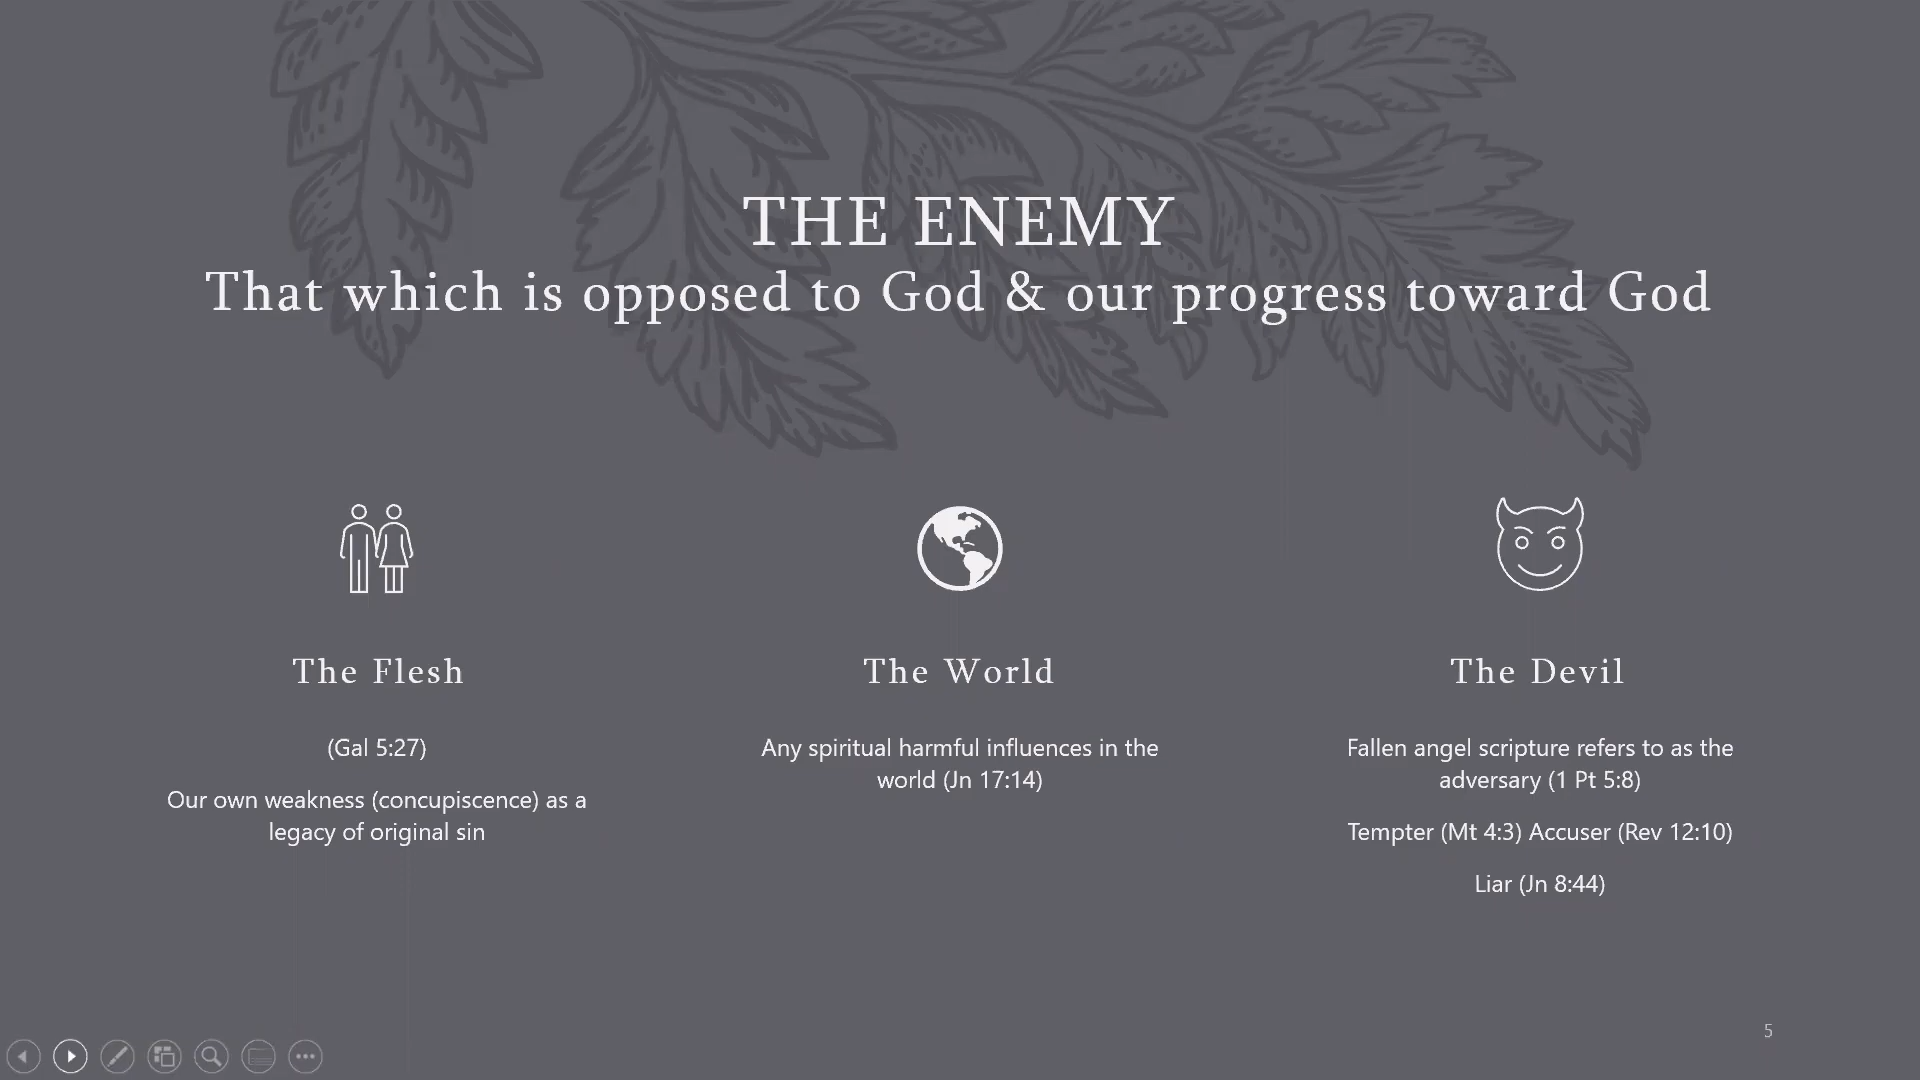 THE ENEMY
That which is opposed to God & our progress toward God
The Flesh
(Gal 5:27)
Our own weakness (concupiscence) as a
legacy of original sin
The World
Any spiritual harmful influences in the
world (Jn 17:14)
The Devil
Fallen angel scripture refers to as the
adversary (1 Pt 5:8)
Tempter (Mt 4:3) Accuser (Rev 12:10)
Liar (Jn 8:44)
5